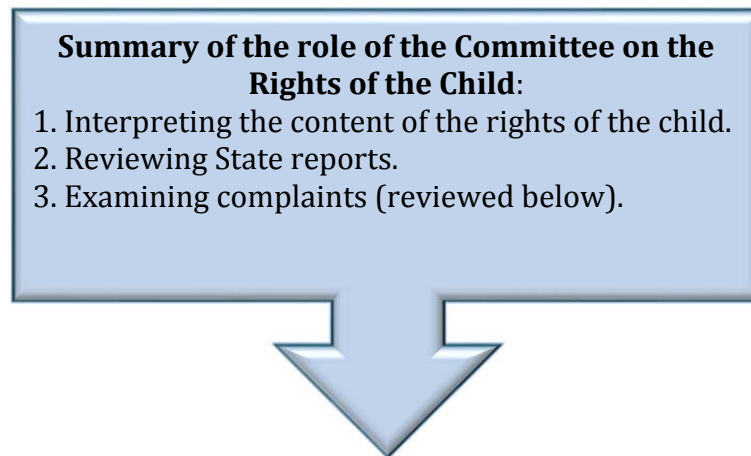 Summary of the role of the Committee on the
Rights of the Child:
1. Interpreting the content of the rights of the child.
2. Reviewing State reports.
3. Examining complaints (reviewed below).